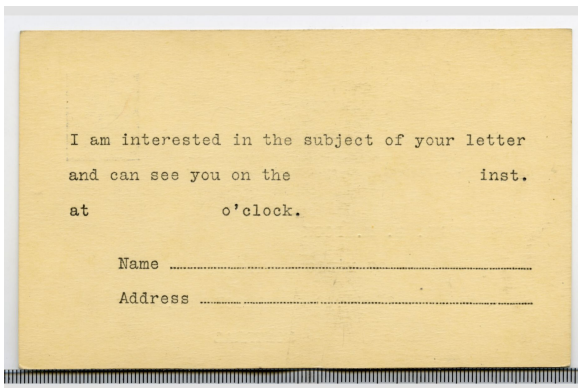 I am interested in the subject of your letter
and can see you on the inst.
at o'clock.
Name
Address